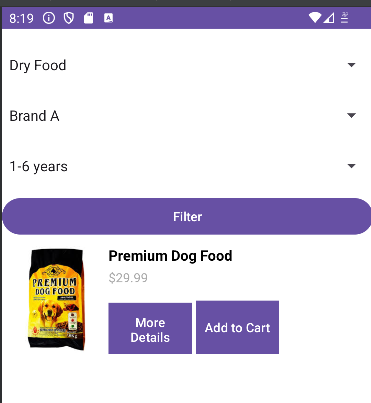 8:19
Dry Food
Brand A
1-6 years
Filter
PREMIUM
DOG FOOD
Premium Dog Food
$29.99
More
Details
Add to Cart